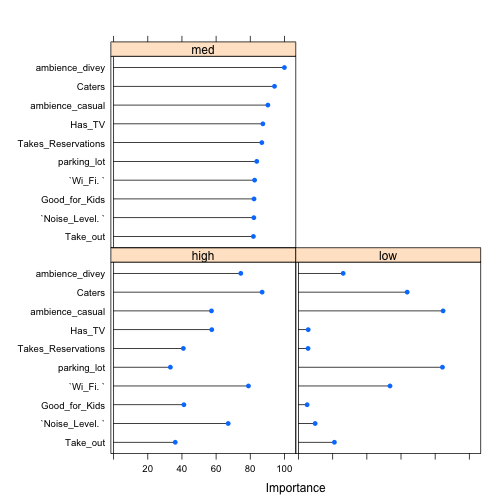 med
ambience_divey
Caters
ambience_casual
Has_TV
Takes_Reservations
parking_lot
`Wi_Fi. `
Good_for_Kids
`Noise_Level. `
Take_out
high low
ambience_divey
Caters
ambience_casual
Has_TV
Takes_Reservations
parking_lot
`Wi_Fi. `
Good_for_Kids
`Noise_Level. `
Take_out
20 40 60 80 100
Importance